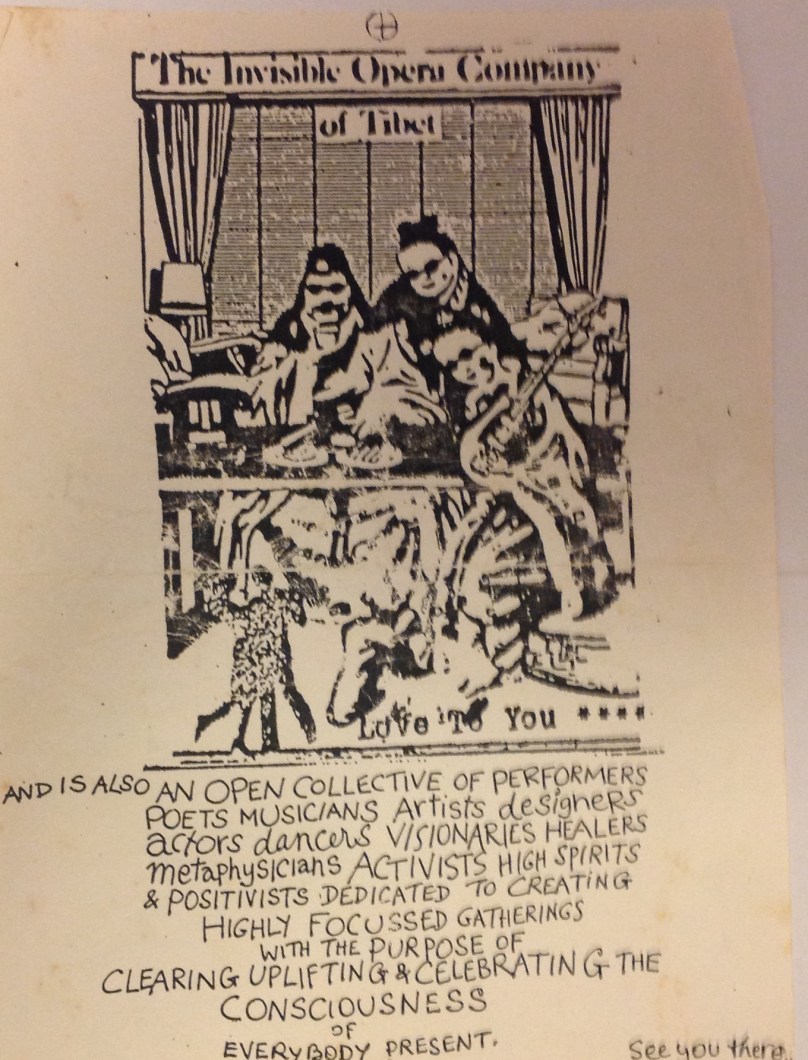 The Invisible Opera Company
of Tibet
Love To You ****
AND IS ALSO AN OPEN COLLECTIVE OF PERFORMERS
POETS MUSICIANS Artists designers
actors dancers VISIONARIES HEALERS
metaphysicians ACTIVISTS HIGH SPIRITS
& POSITIVISTS DEDICATED TO CREATING
HIGHLY FOCUSSED GATHERINGS
WITH THE PURPOSE OF
CLEARING UPLIFTING & CELEBRATING THE
CONSCIOUSNESS
OF
EVERYBODY PRESENT.
See you there